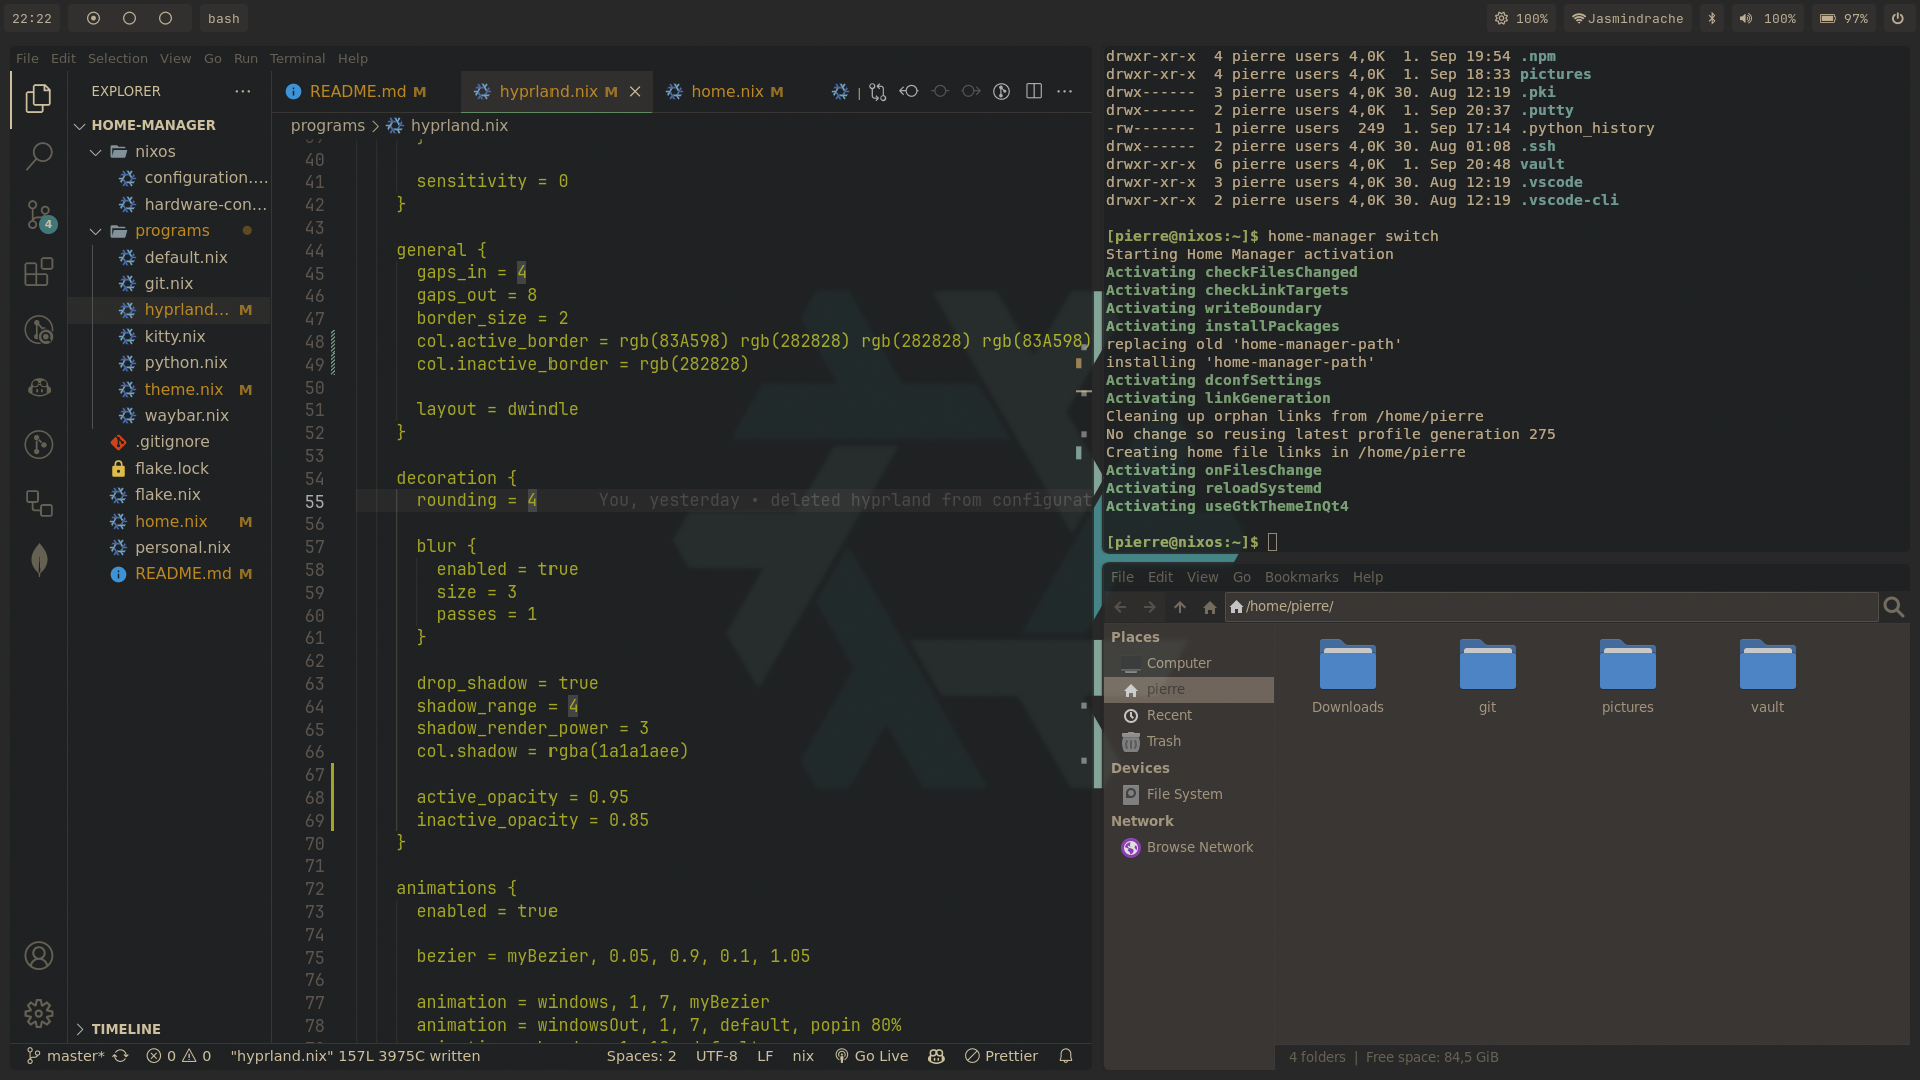 22:22
bash
100%
Jasmindrache
100%
97%
File Edit Selection View Go Run Terminal Help
EXPLORER
HOME-MANAGER
nixos
configuration....
hardware-con...
programs
default.nix
git.nix
hyprland... M
kitty.nix
python.nix
theme.nix M
waybar.nix
.gitignore
flake.lock
flake.nix
home.nix M
personal.nix
README.md M
4
TIMELINE
README.md M
hyprland.nix M
home.nix M
programs > hyprland.nix
40
41 sensitivity = 0
42 }
43
44 general {
45 gaps_in = 4
46 gaps_out = 8
47 border_size = 2
48 col.active_border = rgb(83A598) rgb(282828) rgb(282828) rgb(83A598)
49 col.inactive_border = rgb(282828)
50
51 layout = dwindle
52 }
53
54 decoration {
55 rounding = 4 You, yesterday • deleted hyprland from configurat
56
57 blur {
58 enabled = true
59 size = 3
60 passes = 1
61 }
62
63 drop_shadow = true
64 shadow_range = 4
65 shadow_render_power = 3
66 col.shadow = rgba(1a1a1aee)
67
68 active_opacity = 0.95
69 inactive_opacity = 0.85
70 }
71
72 animations {
73 enabled = true
74
75 bezier = myBezier, 0.05, 0.9, 0.1, 1.05
76
77 animation = windows, 1, 7, myBezier
78 animation = windowsOut, 1, 7, default, popin 80%
master* 0 0 "hyprland.nix" 157L 3975C written Spaces: 2 UTF-8 LF nix Go Live Prettier
drwxr-xr-x 4 pierre users 4,0K 1. Sep 19:54 .npm
drwxr-xr-x 4 pierre users 4,0K 1. Sep 18:33 pictures
drwx------ 3 pierre users 4,0K 30. Aug 12:19 .pki
drwxr-xr-x 2 pierre users 4,0K 1. Sep 20:37 .putty
-rw------- 1 pierre users 249 1. Sep 17:14 .python_history
drwx------ 2 pierre users 4,0K 30. Aug 01:08 .ssh
drwxr-xr-x 6 pierre users 4,0K 1. Sep 20:48 vault
drwxr-xr-x 3 pierre users 4,0K 30. Aug 12:19 .vscode
drwxr-xr-x 2 pierre users 4,0K 30. Aug 12:19 .vscode-cli
[pierre@nixos:~]$ home-manager switch
Starting Home Manager activation
Activating checkFilesChanged
Activating checkLinkTargets
Activating writeBoundary
Activating installPackages
replacing old 'home-manager-path'
installing 'home-manager-path'
Activating dconfSettings
Activating linkGeneration
Cleaning up orphan links from /home/pierre
No change so reusing latest profile generation 275
Creating home file links in /home/pierre
Activating onFilesChange
Activating reloadSystemd
Activating useGtkThemeInQt4
[pierre@nixos:~]$
File Edit View Go Bookmarks Help
/home/pierre/
Places
Computer
pierre
Recent
Trash
Devices
File System
Network
Browse Network
Downloads
git
pictures
vault
4 folders | Free space: 84,5 GiB